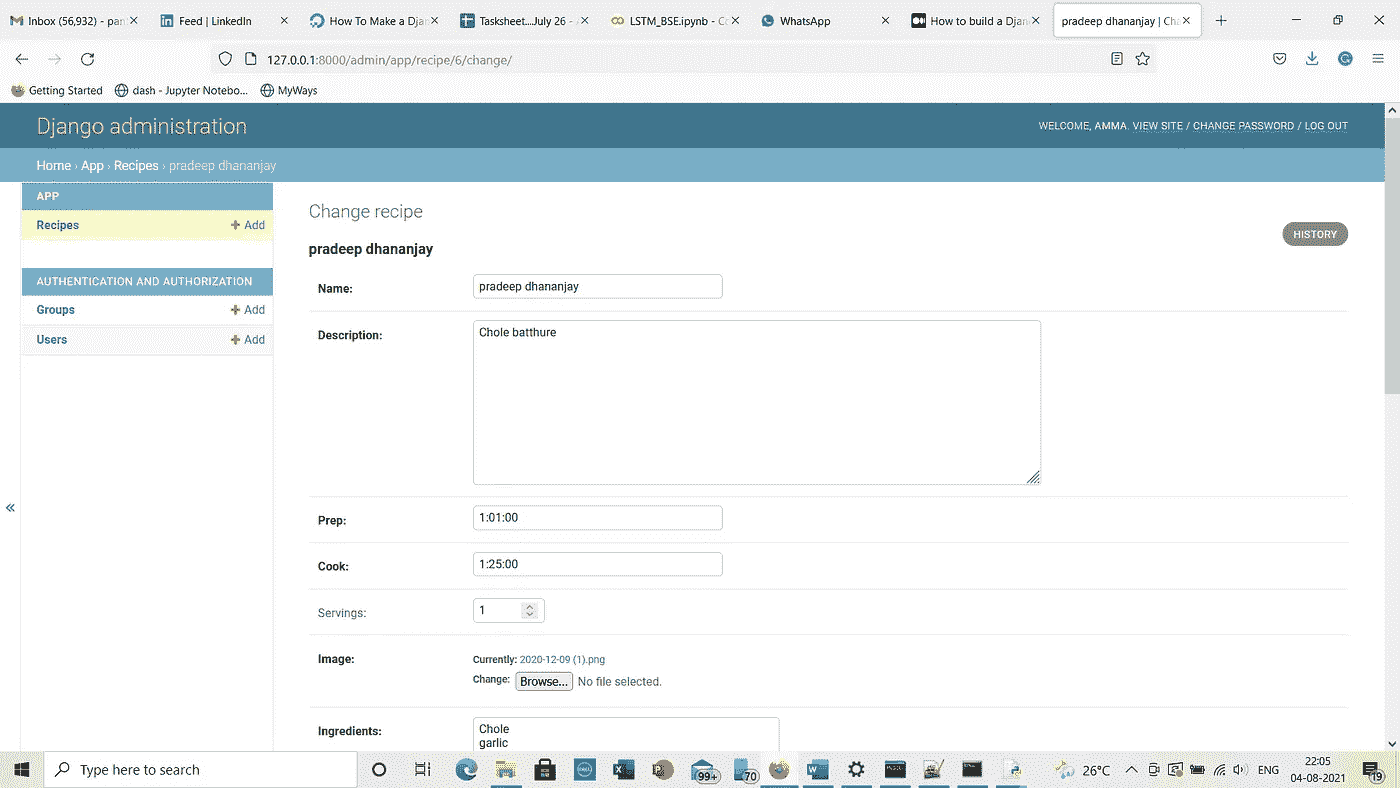 Inbox (56,932) - pan
Feed | LinkedIn
How To Make a Djan
Tasksheet....July 26 -
LSTM_BSE.ipynb - Co
WhatsApp
How to build a Djan
pradeep dhananjay | Cha
127.0.0.1:8000/admin/app/recipe/6/change/
Getting Started
dash - Jupyter Notebo...
MyWays
Django administration
WELCOME, AMMA. VIEW SITE / CHANGE PASSWORD / LOG OUT
Home › App › Recipes › pradeep dhananjay
APP
Recipes
+ Add
AUTHENTICATION AND AUTHORIZATION
Groups
+ Add
Users
+ Add
«
Change recipe
HISTORY
pradeep dhananjay
Name: pradeep dhananjay
Description: Chole batthure
Prep: 1:01:00
Cook: 1:25:00
Servings: 1
Image: Currently: 2020-12-09 (1).png
Change: Browse... No file selected.
Ingredients: Chole
garlic
Type here to search
DELL
99+
70
26°C
ENG
22:05
04-08-2021
19